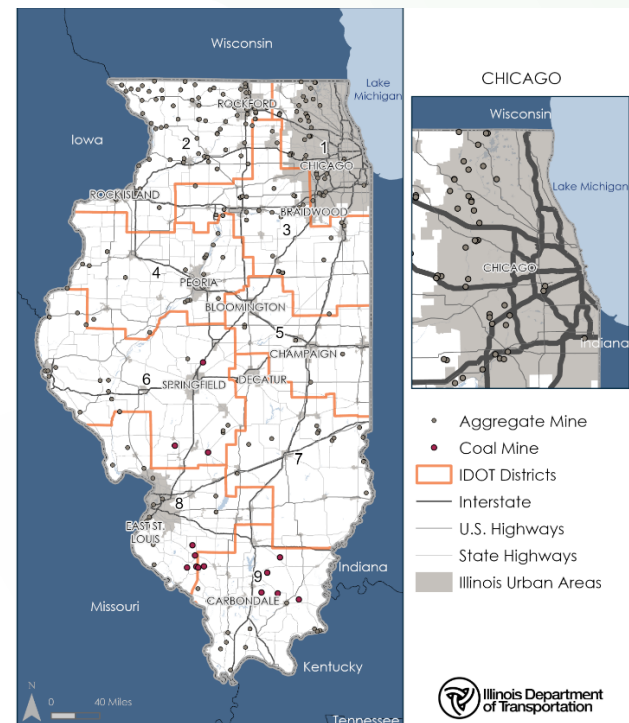 Wisconsin
Lake
Michigan
Iowa
ROCKFORD
2
1
CHICAGO
ROCK ISLAND
BRAIDWOOD
3
4
PEORIA
BLOOMINGTON
5
CHAMPAIGN
6
SPRINGFIELD
DECATUR
7
8
EAST ST.
LOUIS
Indiana
9
CARBONDALE
Missouri
Kentucky
Tennessee
N
0 40 Miles
CHICAGO
Wisconsin
Lake Michigan
CHICAGO
Indiana
Aggregate Mine
Coal Mine
IDOT Districts
Interstate
U.S. Highways
State Highways
Illinois Urban Areas
Illinois Department
of Transportation